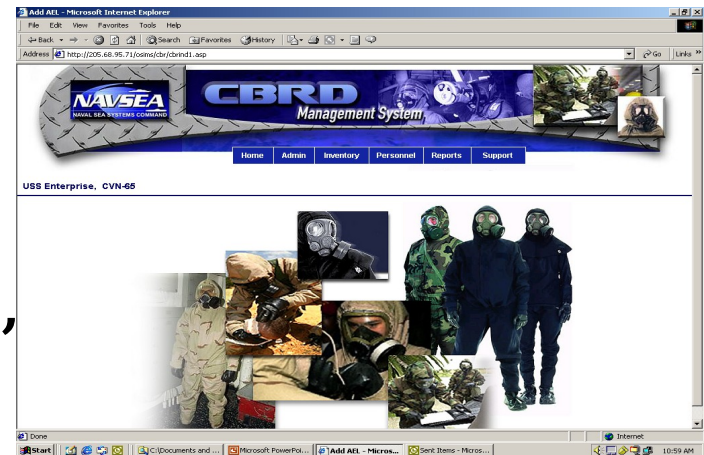 Add AEL - Microsoft Internet Explorer
File Edit View Favorites Tools Help
Back Search Favorites History
Address http://205.68.95.71/osims/cbr/cbrind1.asp Go Links »
NAVSEA
NAVAL SEA SYSTEMS COMMAND
CBRD
Management System
Home Admin Inventory Personnel Reports Support
USS Enterprise, CVN-65
,
Done Internet
Start C:\Documents and ... Microsoft PowerPoi... Add AEL - Micros... Sent Items - Micros... 10:59 AM